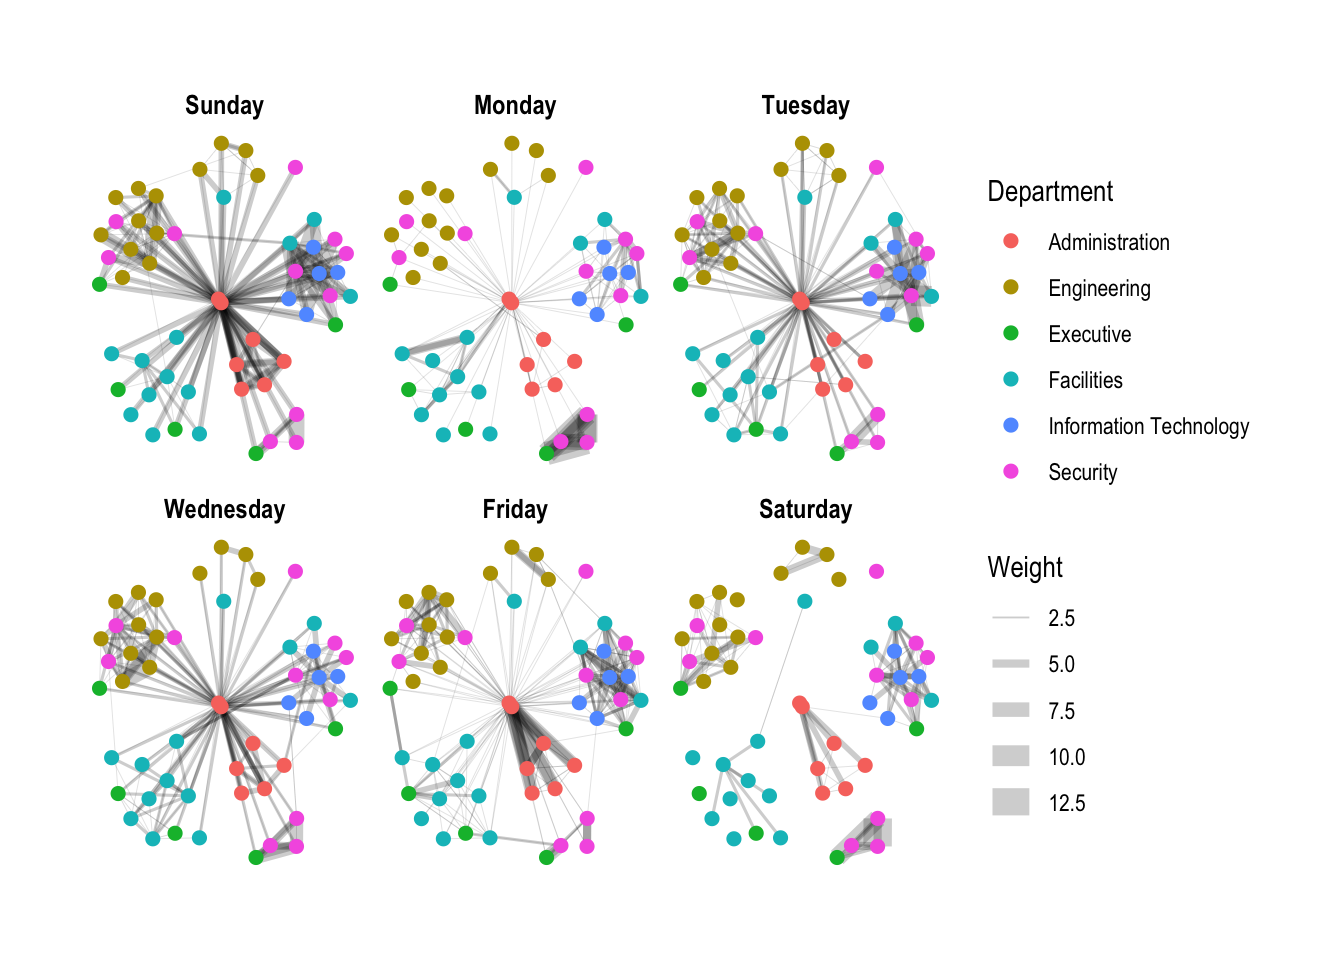 Sunday
Monday
Tuesday
Wednesday
Friday
Saturday
Department
Administration
Engineering
Executive
Facilities
Information Technology
Security
Weight
2.5
5.0
7.5
10.0
12.5